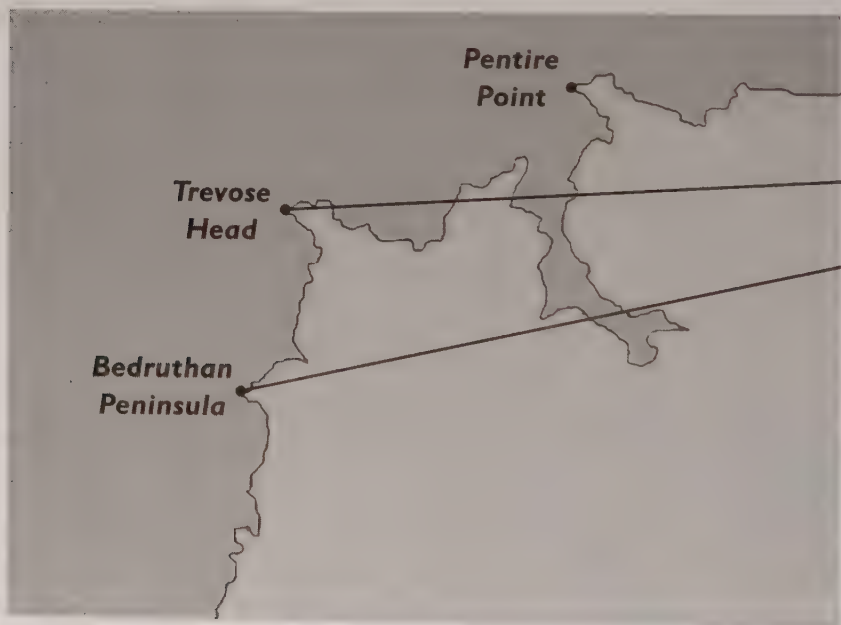 Pentire
Point
Trevose
Head
Bedruthan
Peninsula